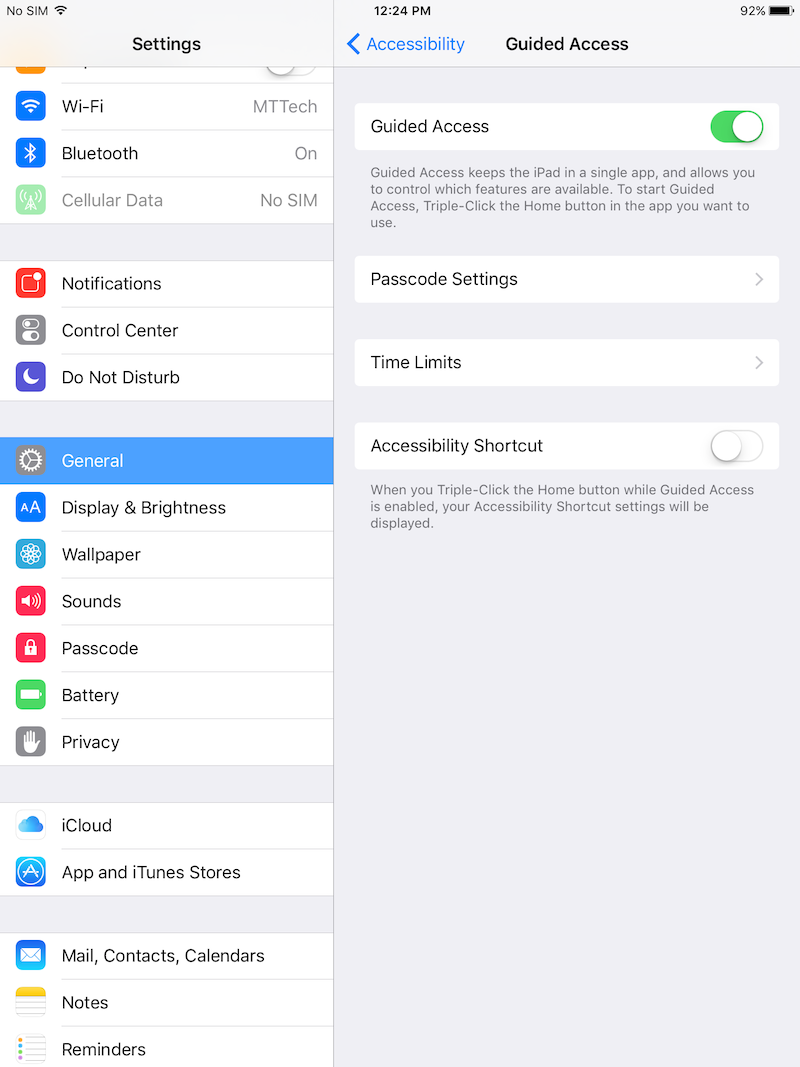 No SIM 12:24 PM 92%
Settings
Wi-Fi MTTech
Bluetooth On
Cellular Data No SIM
Notifications
Control Center
Do Not Disturb
General
AA Display & Brightness
Wallpaper
Sounds
Passcode
Battery
Privacy
iCloud
App and iTunes Stores
Mail, Contacts, Calendars
Notes
Reminders
Accessibility Guided Access
Guided Access
Guided Access keeps the iPad in a single app, and allows you
to control which features are available. To start Guided
Access, Triple-Click the Home button in the app you want to
use.
Passcode Settings
Time Limits
Accessibility Shortcut
When you Triple-Click the Home button while Guided Access
is enabled, your Accessibility Shortcut settings will be
displayed.